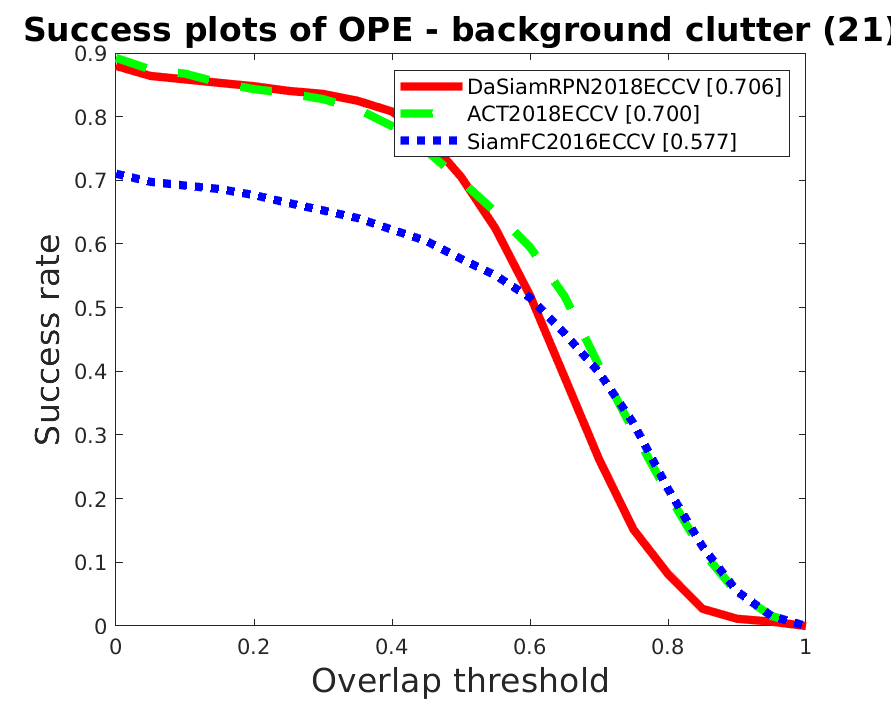 Success plots of OPE - background clutter (21)
DaSiamRPN2018ECCV [0.706]
ACT2018ECCV [0.700]
SiamFC2016ECCV [0.577]
Success rate
0.9
0.8
0.7
0.6
0.5
0.4
0.3
0.2
0.1
0
0 0.2 0.4 0.6 0.8 1
Overlap threshold